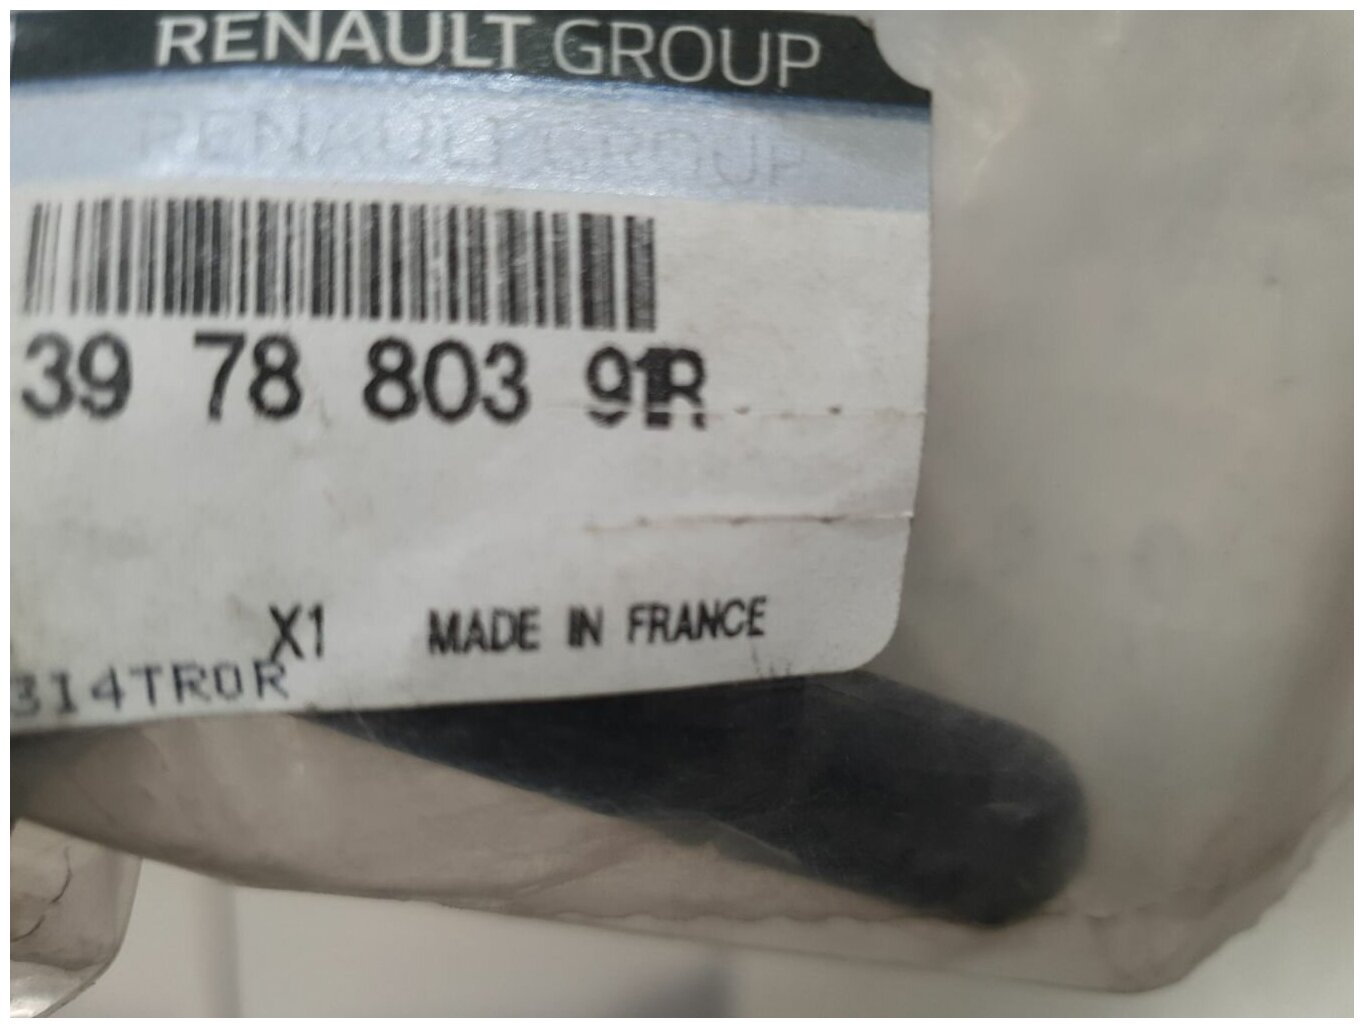 RENAULT GROUP
RENAULT GROUP
39 78 803 91R
X1 MADE IN FRANCE
314TR0R